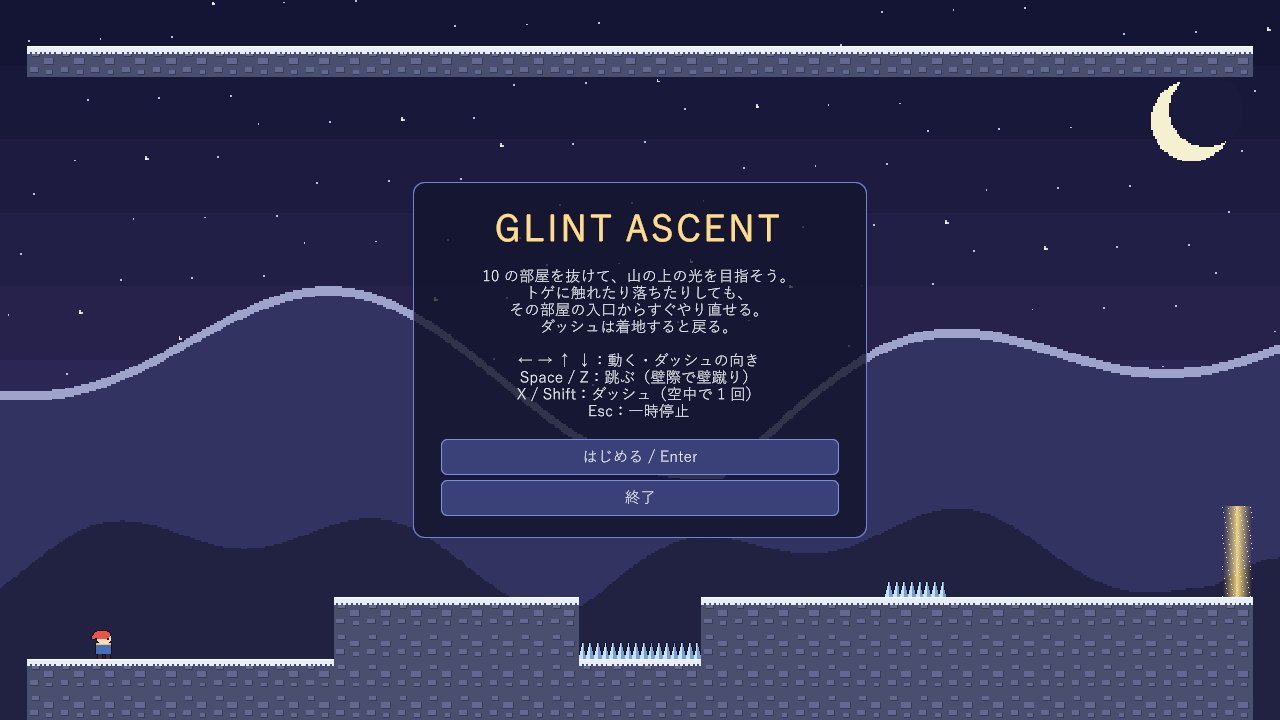 GLINT ASCENT
10 の部屋を抜けて、山の上の光を目指そう。
トゲに触れたり落ちたりしても、
その部屋の入口からすぐやり直せる。
ダッシュは着地すると戻る。
← → ↑ ↓：動く・ダッシュの向き
Space / Z：跳ぶ（壁際で壁蹴り）
X / Shift：ダッシュ（空中で 1 回）
Esc：一時停止
はじめる / Enter
終了